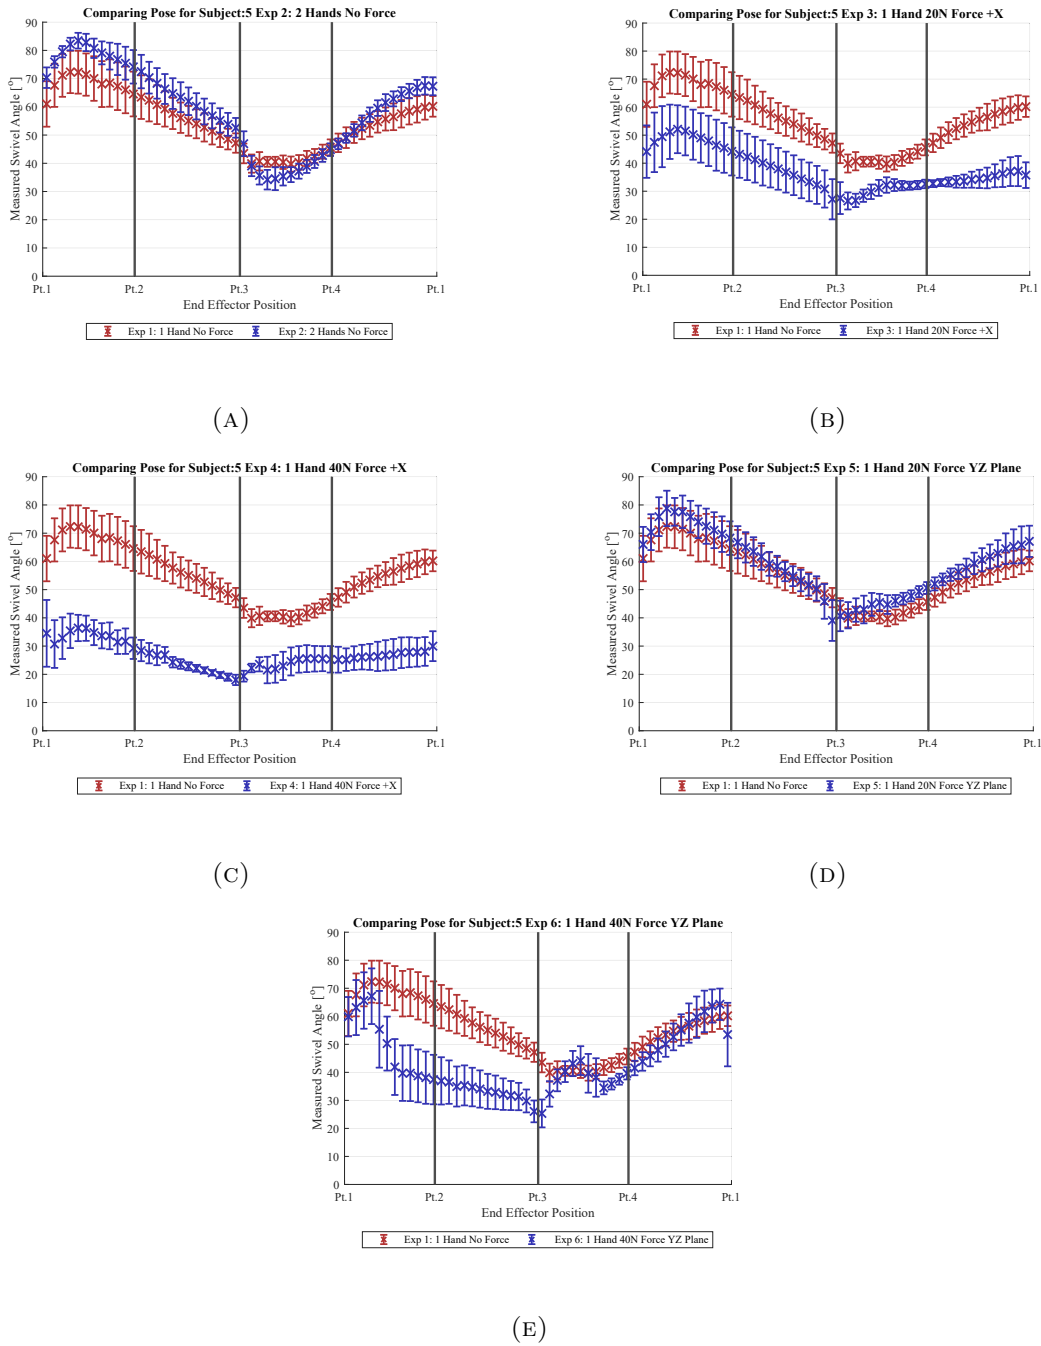 Comparing Pose for Subject:5 Exp 2: 2 Hands No Force
Measured Swivel Angle [°]
90
80
70
60
50
40
30
20
10
0
Pt.1 Pt.2 Pt.3 Pt.4 Pt.1
End Effector Position
Exp 1: 1 Hand No Force Exp 2: 2 Hands No Force
(A)
Comparing Pose for Subject:5 Exp 3: 1 Hand 20N Force +X
Measured Swivel Angle [°]
90
80
70
60
50
40
30
20
10
0
Pt.1 Pt.2 Pt.3 Pt.4 Pt.1
End Effector Position
Exp 1: 1 Hand No Force Exp 3: 1 Hand 20N Force +X
(B)
Comparing Pose for Subject:5 Exp 4: 1 Hand 40N Force +X
Measured Swivel Angle [°]
90
80
70
60
50
40
30
20
10
0
Pt.1 Pt.2 Pt.3 Pt.4 Pt.1
End Effector Position
Exp 1: 1 Hand No Force Exp 4: 1 Hand 40N Force +X
(C)
Comparing Pose for Subject:5 Exp 5: 1 Hand 20N Force YZ Plane
Measured Swivel Angle [°]
90
80
70
60
50
40
30
20
10
0
Pt.1 Pt.2 Pt.3 Pt.4 Pt.1
End Effector Position
Exp 1: 1 Hand No Force Exp 5: 1 Hand 20N Force YZ Plane
(D)
Comparing Pose for Subject:5 Exp 6: 1 Hand 40N Force YZ Plane
Measured Swivel Angle [°]
90
80
70
60
50
40
30
20
10
0
Pt.1 Pt.2 Pt.3 Pt.4 Pt.1
End Effector Position
Exp 1: 1 Hand No Force Exp 6: 1 Hand 40N Force YZ Plane
(E)